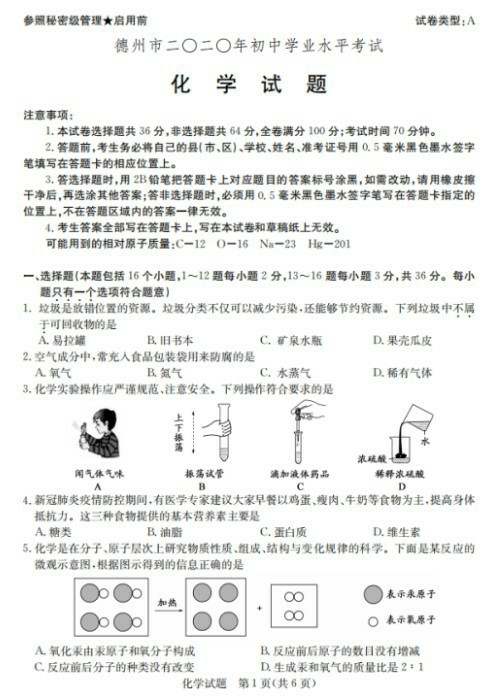 参照秘密级管理★启用前 试卷类型:A
德州市二〇二〇年初中学业水平考试
化 学 试 题
注意事项:
1.本试卷选择题共36分,非选择题共64分,全卷满分100分;考试时间70分钟。
2.答题前,考生务必将自己的县(市、区)、学校、姓名、准考证号用0.5毫米黑色墨水签字
笔填写在答题卡的相应位置上。
3.答选择题时,用2B铅笔把答题卡上对应题目的答案标号涂黑,如需改动,请用橡皮擦
干净后,再选涂其他答案;答非选择题时,必须用0.5毫米黑色墨水签字笔写在答题卡指定的
位置上,不在答题区域内的答案一律无效。
4.考生答案全部写在答题卡上,写在本试卷和草稿纸上无效。
可能用到的相对原子质量:C—12 O—16 Na—23 Hg—201
一、选择题(本题包括16个小题,1~12题每小题2分,13~16题每小题3分,共36分。每小
题只有一个选项符合题意)
1.垃圾是放错位置的资源。垃圾分类不仅可以减少污染,还能够节约资源。下列垃圾中不属
于可回收物的是
A.易拉罐 B.旧书本 C.矿泉水瓶 D.果壳瓜皮
2.空气成分中,常充入食品包装袋用来防腐的是
A.氧气 B.氮气 C.水蒸气 D.稀有气体
3.化学实验操作应严谨规范、注意安全。下列操作符合要求的是
上下振荡
水
浓硫酸
闻气体气味 振荡试管 滴加液体药品 稀释浓硫酸
A B C D
4.新冠肺炎疫情防控期间,有医学专家建议大家早餐以鸡蛋、瘦肉、牛奶等食物为主,提高身体
抵抗力。这三种食物提供的基本营养素主要是
A.糖类 B.油脂 C.蛋白质 D.维生素
5.化学是在分子、原子层次上研究物质性质、组成、结构与变化规律的科学。下面是某反应的
微观示意图,根据图示得到的信息正确的是
加热 + 表示汞原子
表示氧原子
A.氧化汞由汞原子和氧分子构成 B.反应前后原子的数目没有增减
C.反应前后分子的种类没有改变 D.生成汞和氧气的质量比是2∶1
化学试题 第1页(共6页)